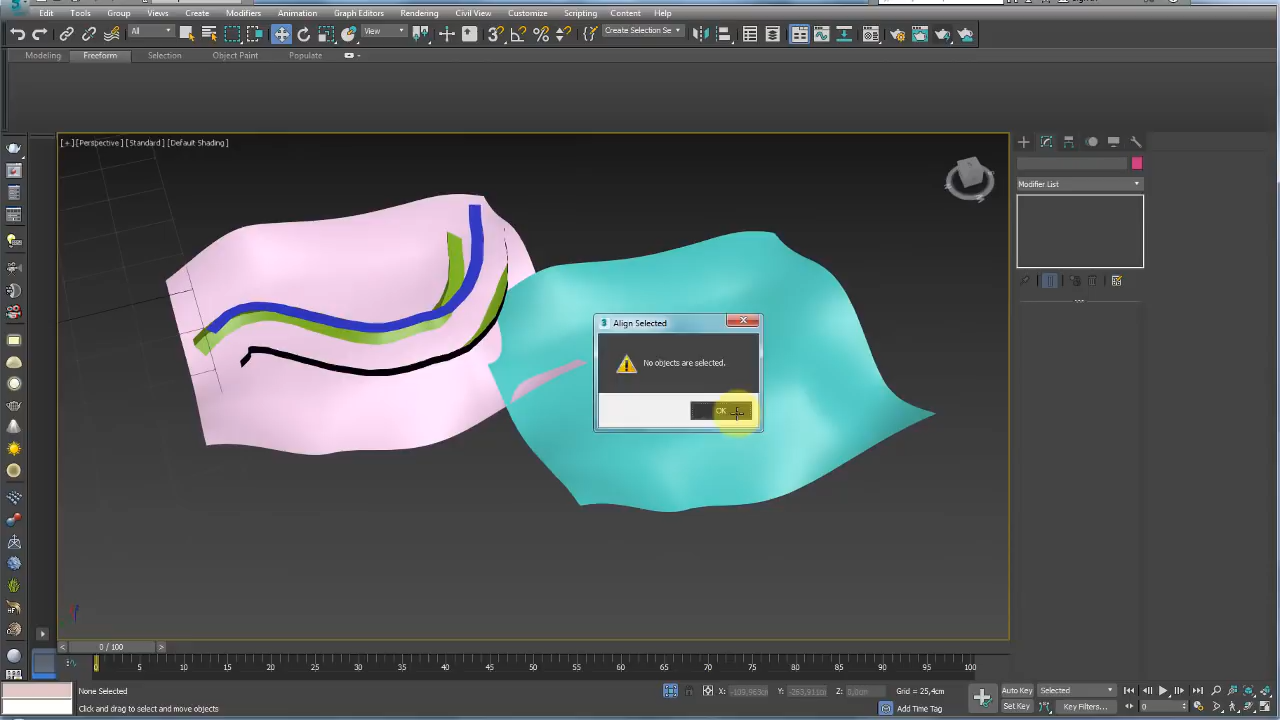 Edit Tools Group Views Create Modifiers Animation Graph Editors Rendering Civil View Customize Scripting Content Help
All View Create Selection Se
Modeling Freeform Selection Object Paint Populate
[+] [Perspective ] [Standard ] [Default Shading ]
Modifier List
Align Selected
No objects are selected.
OK
0 / 100
0 5 10 15 20 25 30 35 40 45 50 55 60 65 70 75 80 85 90 95 100
None Selected X: Y: Z: 0,0cm Grid = 25,4cm Auto Key Selected
Click and drag to select and move objects Add Time Tag Set Key Key Filters... 0